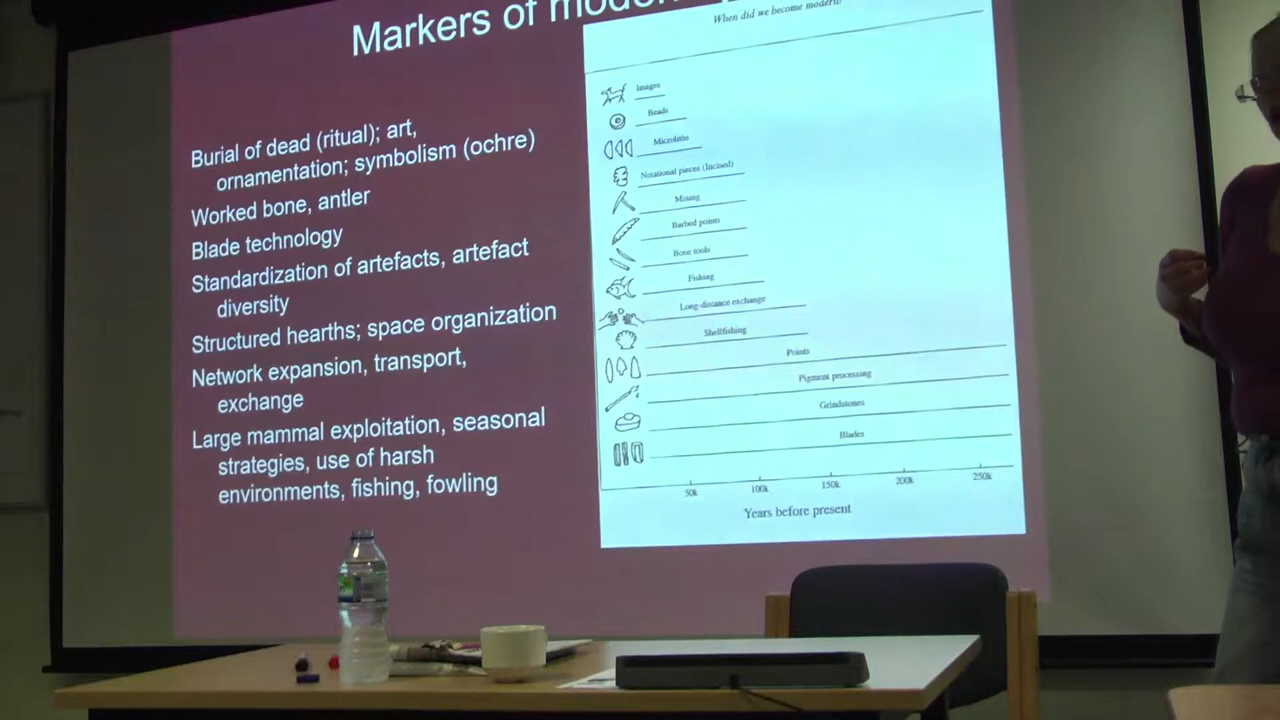 Markers of modern
When did we become modern?
Burial of dead (ritual); art,
ornamentation; symbolism (ochre)
Worked bone, antler
Blade technology
Standardization of artefacts, artefact
diversity
Structured hearths; space organization
Network expansion, transport,
exchange
Large mammal exploitation, seasonal
strategies, use of harsh
environments, fishing, fowling
Images
Beads
Microliths
Notational pieces (Incised)
Mining
Barbed points
Bone tools
Fishing
Long-distance exchange
Shellfishing
Points
Pigment processing
Grindstones
Blades
50k 100k 150k 200k 250k
Years before present